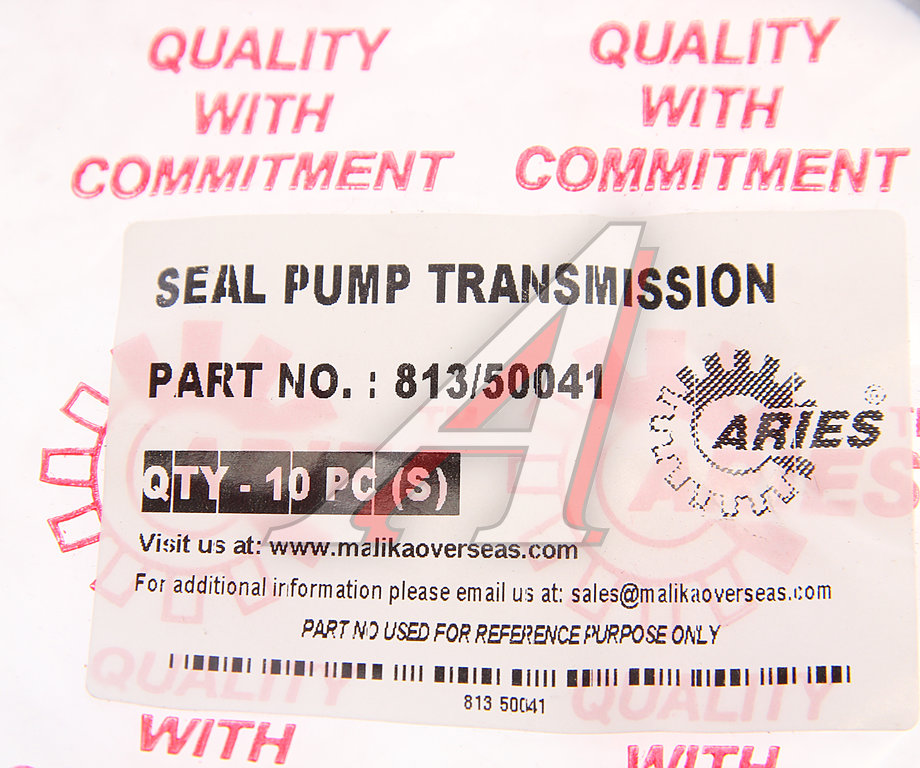 QUALITY QUALITY
WITH WITH
COMMITMENT COMMITMENT
SEAL PUMP TRANSMISSION
PART NO. : 813/50041
ARIES®
QTY - 10 PC (S)
Visit us at: www.malikaoverseas.com
For additional information please email us at: sales@malikaoverseas.com
PART NO USED FOR REFERENCE PURPOSE ONLY
813 50041
QUALITY QUALITY
WITH WITH